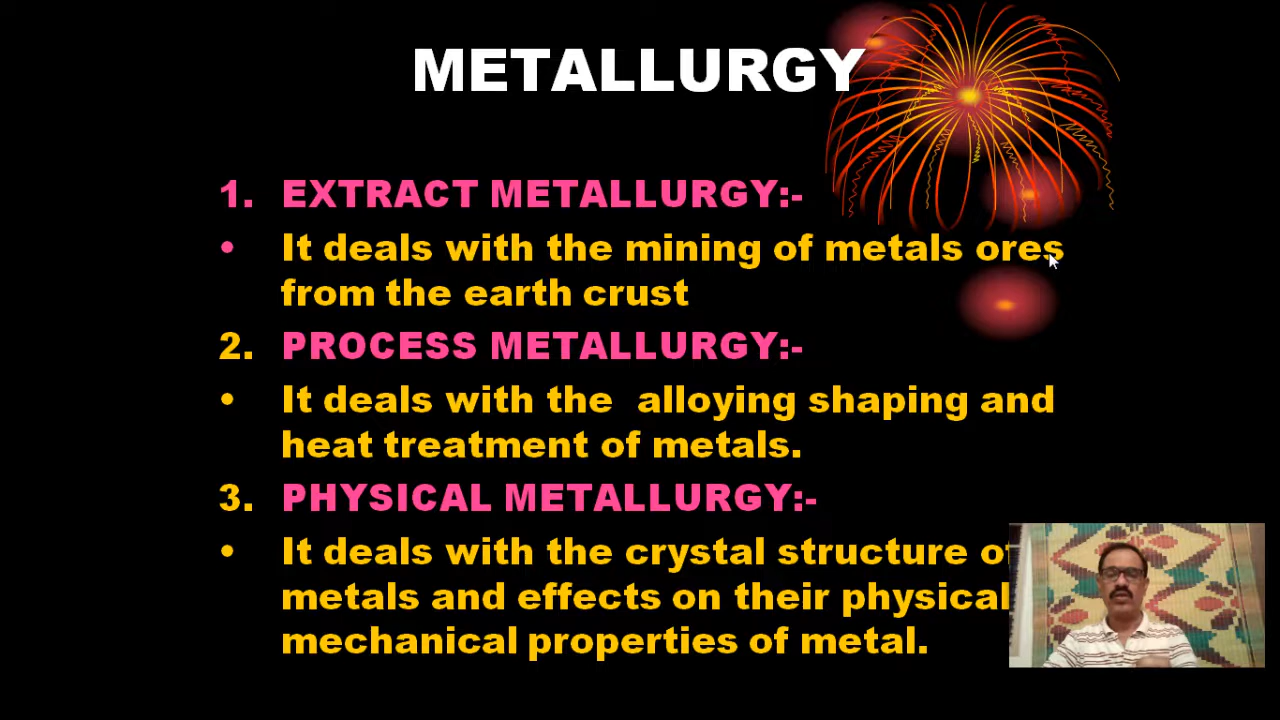 METALLURGY
1. EXTRACT METALLURGY:-
• It deals with the mining of metals ores
from the earth crust
2. PROCESS METALLURGY:-
• It deals with the alloying shaping and
heat treatment of metals.
3. PHYSICAL METALLURGY:-
• It deals with the crystal structure of
metals and effects on their physical
mechanical properties of metal.